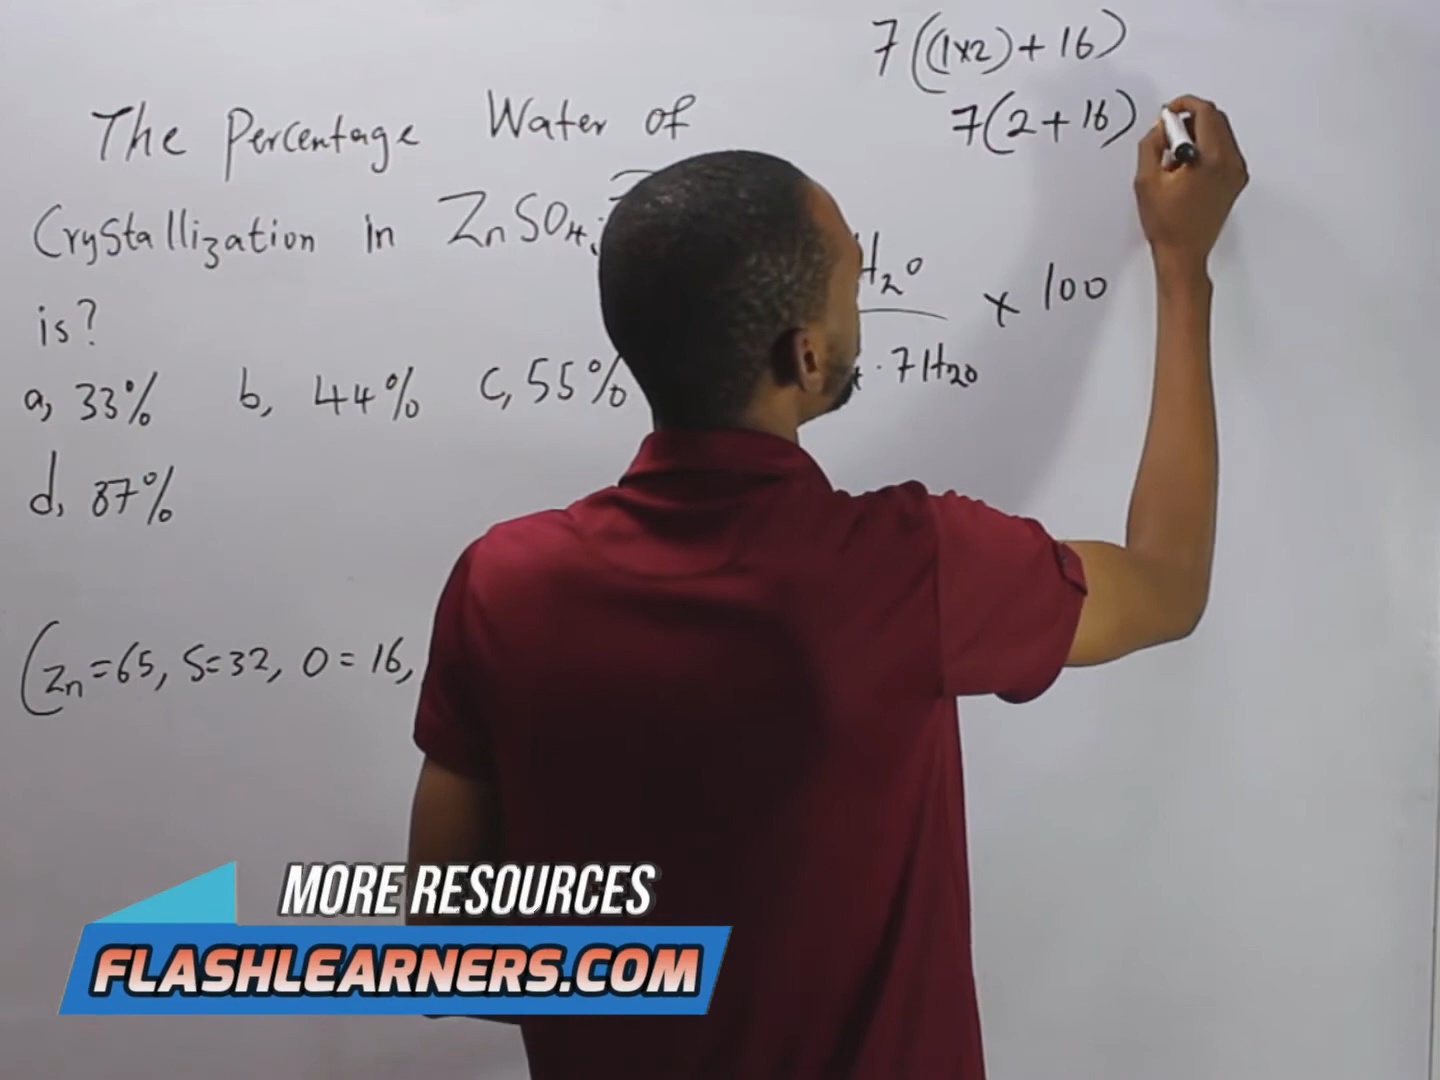 7((1x2)+16)
7(2+16)
The Percentage Water of
Crystallization in ZnSO4.
is?
a, 33% b, 44% c, 55%
d, 87%
H2O x 100
. 7H2O
(Zn=65, S=32, O=16,
MORE RESOURCES
FLASHLEARNERS.COM